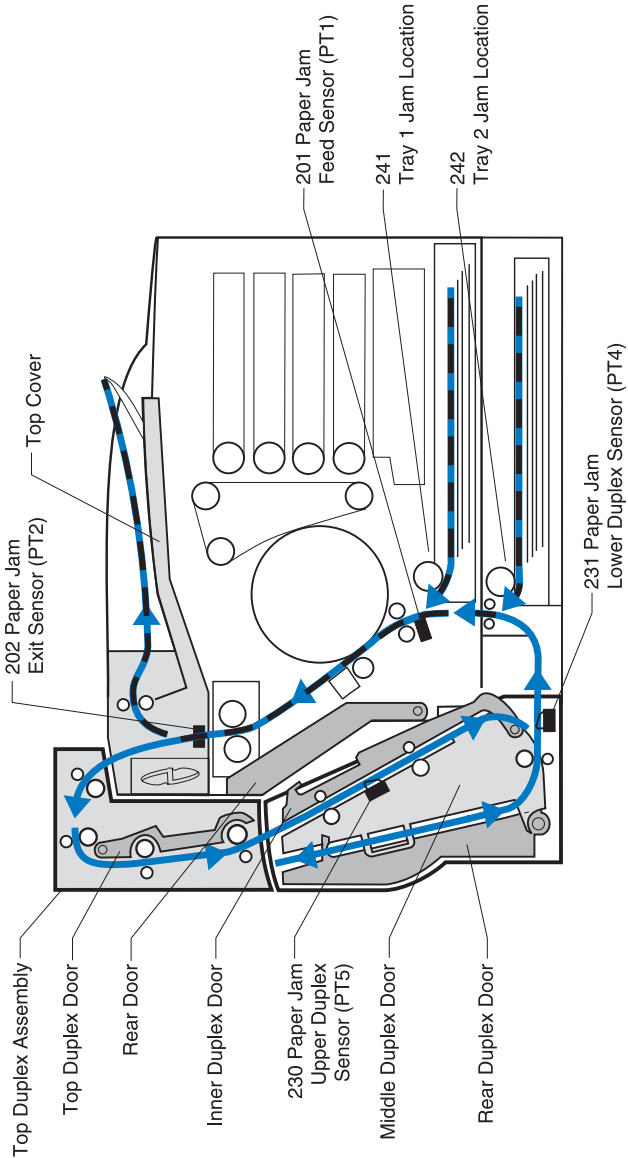 Top Duplex Assembly
Top Duplex Door
Rear Door
Inner Duplex Door
230 Paper Jam
Upper Duplex
Sensor (PT5)
Middle Duplex Door
Rear Duplex Door
202 Paper Jam
Exit Sensor (PT2)
Top Cover
231 Paper Jam
Lower Duplex Sensor (PT4)
201 Paper Jam
Feed Sensor (PT1)
241
Tray 1 Jam Location
242
Tray 2 Jam Location